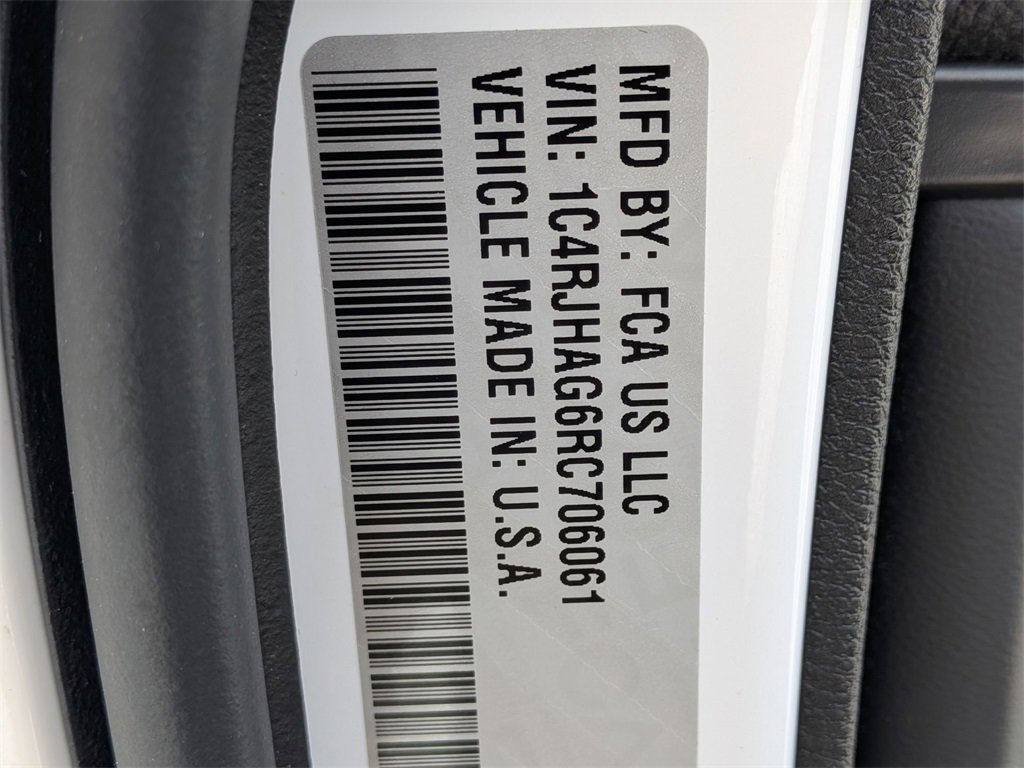 MFD BY: FCA US LLC
VIN: 1C4RJHAG6RC706061
VEHICLE MADE IN: U.S.A.